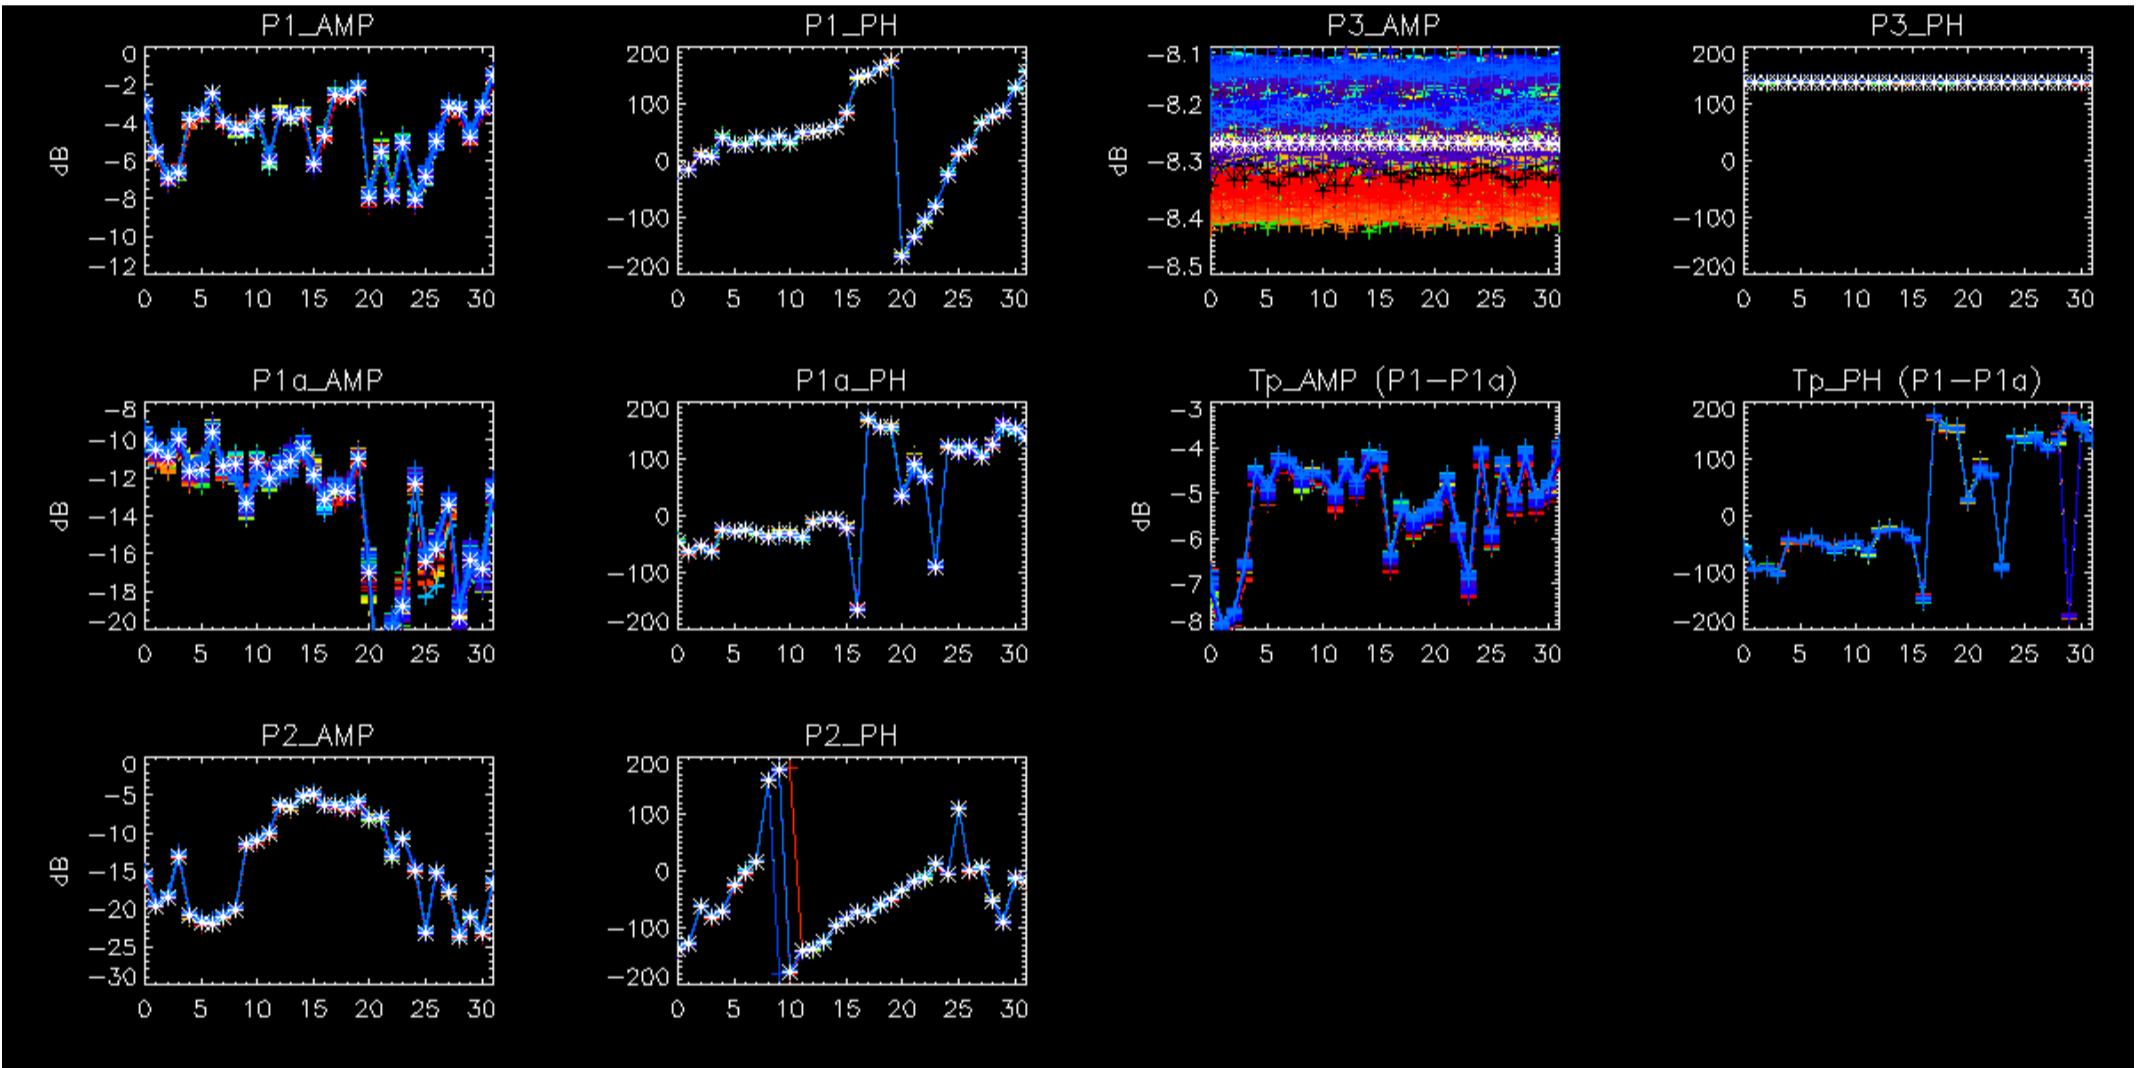 P1_AMP
P1_PH
P3_AMP
P3_PH
0
-2
-4
-6
-8
-10
-12
dB
0 5 10 15 20 25 30
200
100
0
-100
-200
0 5 10 15 20 25 30
-8.1
-8.2
-8.3
-8.4
-8.5
dB
0 5 10 15 20 25 30
200
100
0
-100
-200
0 5 10 15 20 25 30
P1a_AMP
P1a_PH
Tp_AMP (P1-P1a)
Tp_PH (P1-P1a)
-8
-10
-12
-14
-16
-18
-20
dB
0 5 10 15 20 25 30
200
100
0
-100
-200
0 5 10 15 20 25 30
-3
-4
-5
-6
-7
-8
dB
0 5 10 15 20 25 30
200
100
0
-100
-200
0 5 10 15 20 25 30
P2_AMP
P2_PH
0
-5
-10
-15
-20
-25
-30
dB
0 5 10 15 20 25 30
200
100
0
-100
-200
0 5 10 15 20 25 30